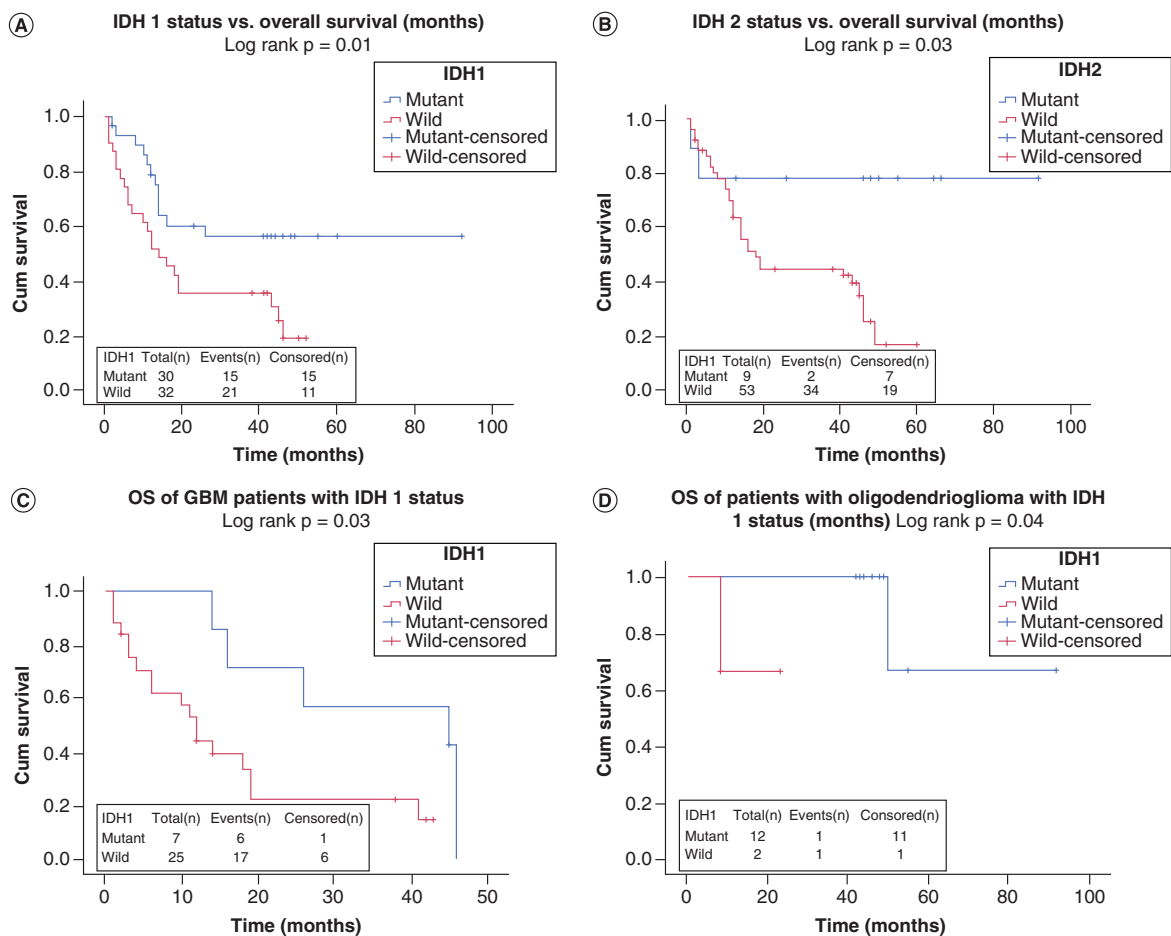 A
IDH 1 status vs. overall survival (months)
Log rank p = 0.01
IDH1
Mutant
Wild
Mutant-censored
Wild-censored
Cum survival
1.0
0.8
0.6
0.4
0.2
0.0
IDH1 Total(n) Events(n) Censored(n)
Mutant 30 15 15
Wild 32 21 11
0 20 40 60 80 100
Time (months)
B
IDH 2 status vs. overall survival (months)
Log rank p = 0.03
IDH2
Mutant
Wild
Mutant-censored
Wild-censored
Cum survival
1.0
0.8
0.6
0.4
0.2
0.0
IDH1 Total(n) Events(n) Censored(n)
Mutant 9 2 7
Wild 53 34 19
0 20 40 60 80 100
Time (months)
C
OS of GBM patients with IDH 1 status
Log rank p = 0.03
IDH1
Mutant
Wild
Mutant-censored
Wild-censored
Cum survival
1.0
0.8
0.6
0.4
0.2
0.0
IDH1 Total(n) Events(n) Censored(n)
Mutant 7 6 1
Wild 25 17 6
0 10 20 30 40 50
Time (months)
D
OS of patients with oligodendrioglioma with IDH
1 status (months) Log rank p = 0.04
IDH1
Mutant
Wild
Mutant-censored
Wild-censored
Cum survival
1.0
0.8
0.6
0.4
0.2
0.0
IDH1 Total(n) Events(n) Censored(n)
Mutant 12 1 11
Wild 2 1 1
0 20 40 60 80 100
Time (months)